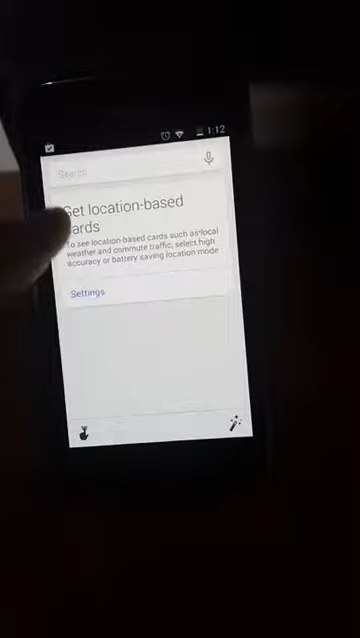 1:12
Search
Get location-based
cards
To see location-based cards such as local
weather and commute traffic, select high
accuracy or battery saving location mode
Settings